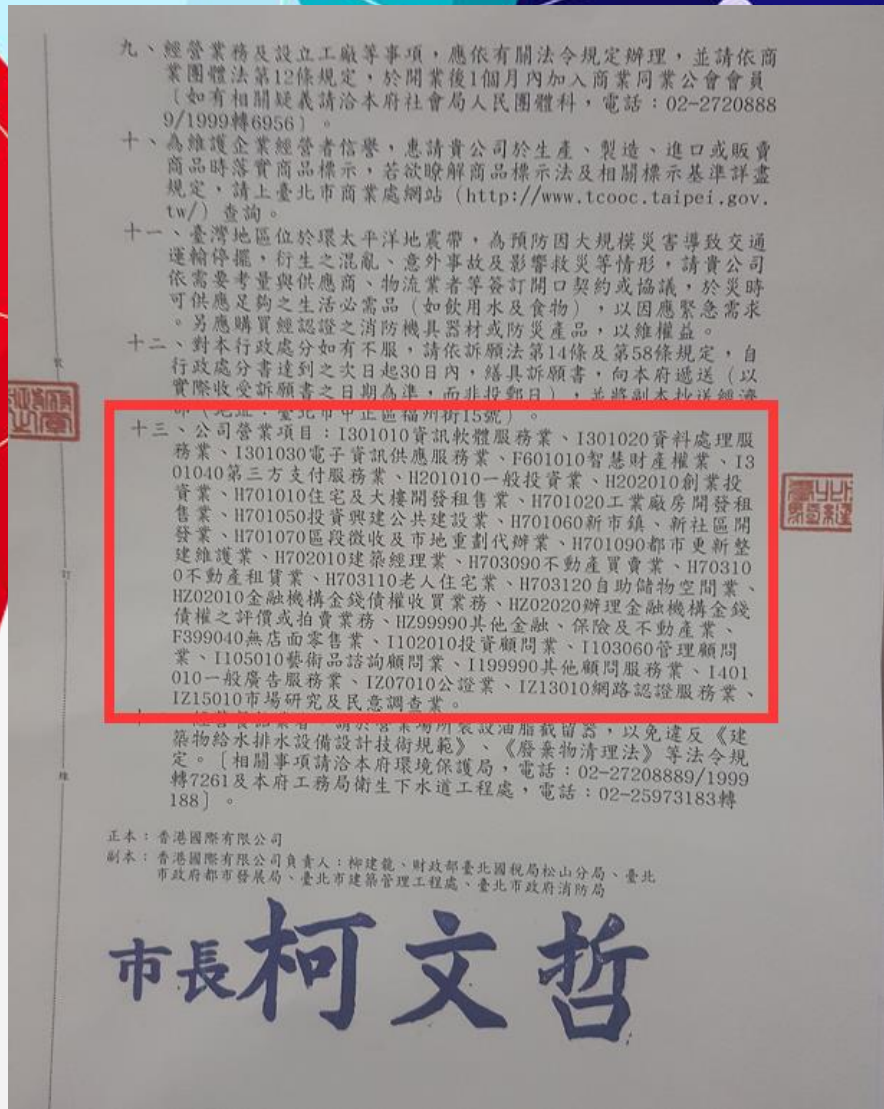 九、經營業務及設立工廠等事項，應依有關法令規定辦理，並請依商
業團體法第12條規定，於開業後1個月內加入商業同業公會會員
〔如有相關疑義請洽本府社會局人民團體科，電話：02-2720888
9/1999轉6956〕。
十、為維護企業經營者信譽，惠請貴公司於生產、製造、進口或販賣
商品時落實商品標示，若欲瞭解商品標示法及相關標示基準詳盡
規定，請上臺北市商業處網站（http://www.tcooc.taipei.gov.
tw/）查詢。
十一、臺灣地區位於環太平洋地震帶，為預防因大規模災害導致交通
運輸停擺，衍生之混亂、意外事故及影響救災等情形，請貴公司
依需要考量與供應商、物流業者等簽訂開口契約或協議，於災時
可供應足夠之生活必需品（如飲用水及食物），以因應緊急需求
。另應購買經認證之消防機具器材或防災產品，以維權益。
十二、對本行政處分如有不服，請依訴願法第14條及第58條規定，自
行政處分書達到之次日起30日內，繕具訴願書，向本府遞送（以
實際收受訴願書之日期為準，而非投郵日），並將副本抄送經濟
部（地址：臺北市中正區福州街15號）。
十三、公司營業項目：I301010資訊軟體服務業、I301020資料處理服
務業、I301030電子資訊供應服務業、F601010智慧財產權業、I3
01040第三方支付服務業、H201010一般投資業、H202010創業投
資業、H701010住宅及大樓開發租售業、H701020工業廠房開發租
售業、H701050投資興建公共建設業、H701060新市鎮、新社區開
發業、H701070區段徵收及市地重劃代辦業、H701090都市更新整
建維護業、H702010建築經理業、H703090不動產買賣業、H70310
0不動產租賃業、H703110老人住宅業、H703120自助儲物空間業、
HZ02010金融機構金錢債權收買業務、HZ02020辦理金融機構金錢
債權之評價或拍賣業務、HZ99990其他金融、保險及不動產業、
F399040無店面零售業、I102010投資顧問業、I103060管理顧問
業、I105010藝術品諮詢顧問業、I199990其他顧問服務業、I401
010一般廣告服務業、IZ07010公證業、IZ13010網路認證服務業、
IZ15010市場研究及民意調查業。
請於營業場所裝設油脂截留器，以免違反《建
築物給水排水設備設計技術規範》、《廢棄物清理法》等法令規
定。〔相關事項請洽本府環境保護局，電話：02-27208889/1999
轉7261及本府工務局衛生下水道工程處，電話：02-25973183轉
188〕。
裝
訂
線
正本：香港國際有限公司
副本：香港國際有限公司負責人：柳建龍、財政部臺北國稅局松山分局、臺北
市政府都市發展局、臺北市建築管理工程處、臺北市政府消防局
市長柯文哲